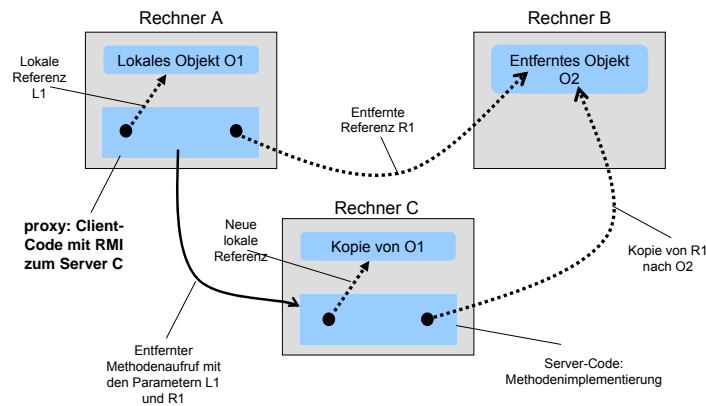 Rechner A
Rechner B
Lokales Objekt O1
Entferntes Objekt
O2
Lokale
Referenz
L1
Entfernte
Referenz R1
proxy: Client-
Code mit RMI
zum Server C
Rechner C
Neue
lokale
Referenz
Kopie von O1
Kopie von R1
nach O2
Entfernter
Methodenaufruf mit
den Parametern L1
und R1
Server-Code:
Methodenimplementierung